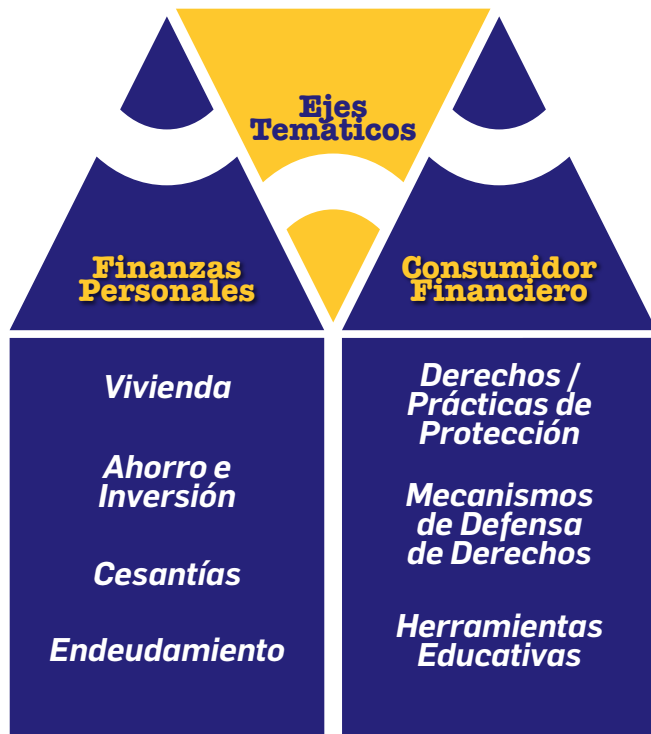 Ejes
Temáticos
Finanzas
Personales
Vivienda
Ahorro e
Inversión
Cesantías
Endeudamiento
Consumidor
Financiero
Derechos /
Prácticas de
Protección
Mecanismos
de Defensa
de Derechos
Herramientas
Educativas